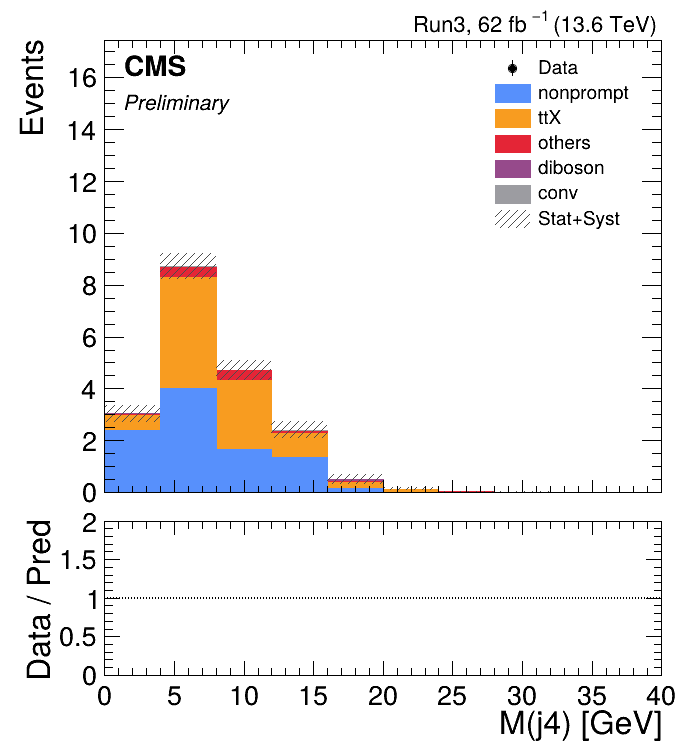 Run3, 62 fb⁻¹ (13.6 TeV)
CMS
Preliminary
Data
nonprompt
ttX
others
diboson
conv
Stat+Syst
Events
16
14
12
10
8
6
4
2
0
Data / Pred
2
1.5
1
0.5
0
0 5 10 15 20 25 30 35 40
M(j4) [GeV]